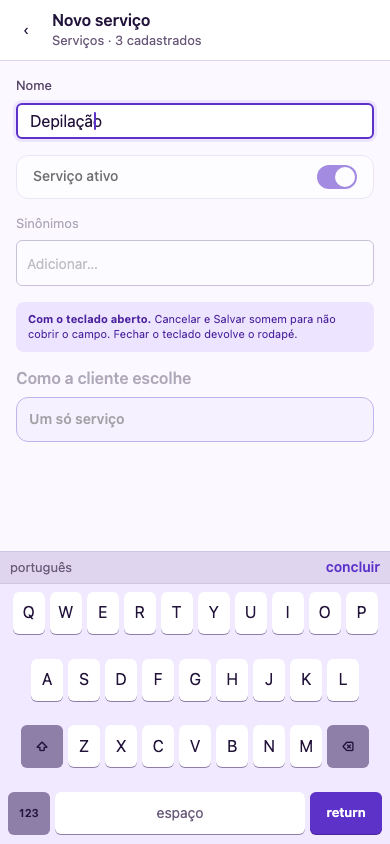 Novo serviço
Serviços · 3 cadastrados
Nome
Depilação
Serviço ativo
Sinônimos
Adicionar...
Com o teclado aberto. Cancelar e Salvar somem para não
cobrir o campo. Fechar o teclado devolve o rodapé.
Como a cliente escolhe
Um só serviço
português concluir
Q W E R T Y U I O P
A S D F G H J K L
Z X C V B N M
123 espaço return